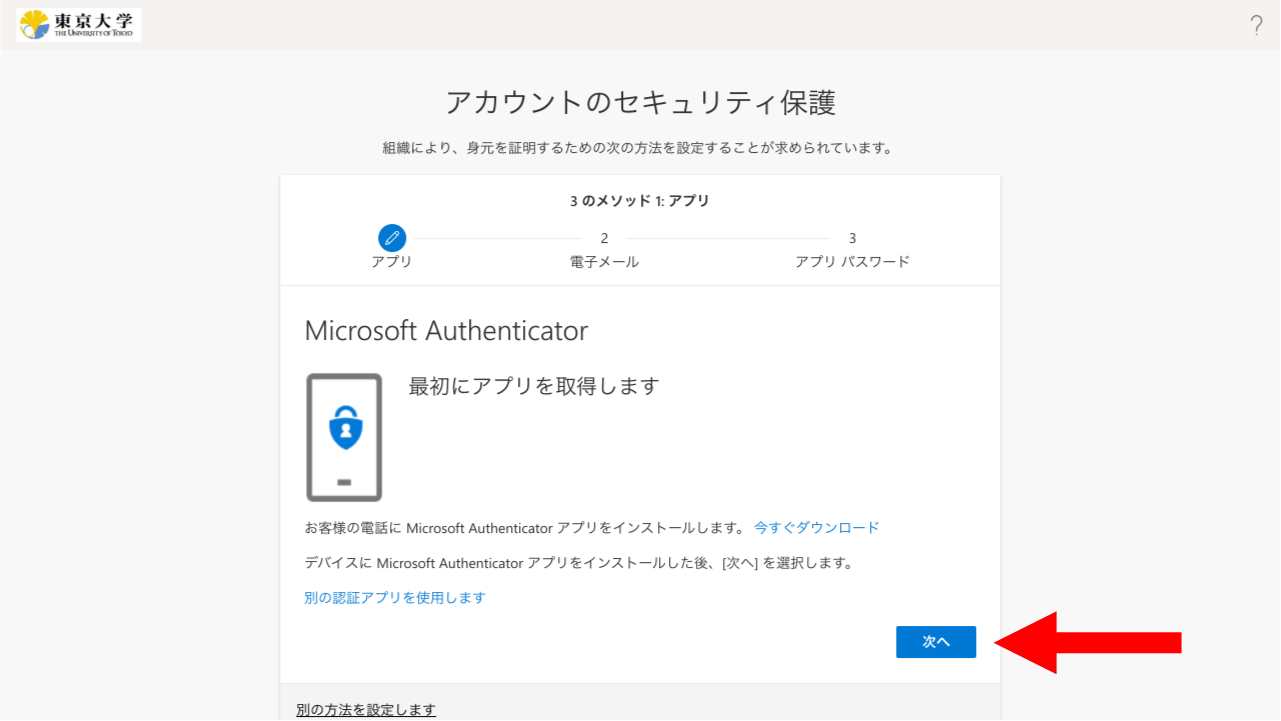 東京大学
THE UNIVERSITY OF TOKYO
?
アカウントのセキュリティ保護
組織により、身元を証明するための次の方法を設定することが求められています。
3 のメソッド 1: アプリ
2
3
アプリ
電子メール
アプリ パスワード
Microsoft Authenticator
最初にアプリを取得します
お客様の電話に Microsoft Authenticator アプリをインストールします。 今すぐダウンロード
デバイスに Microsoft Authenticator アプリをインストールした後、[次へ] を選択します。
別の認証アプリを使用します
次へ
別の方法を設定します